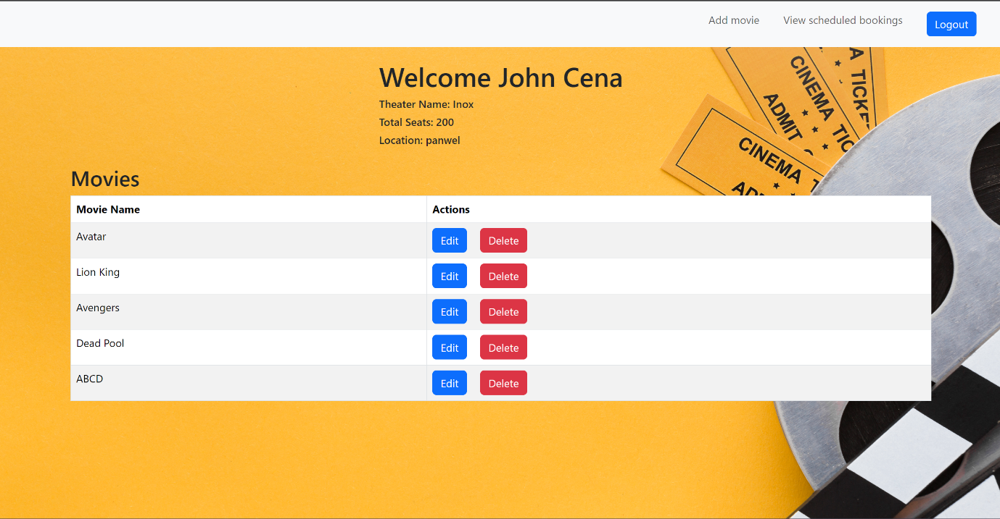 Add movie View scheduled bookings Logout
Welcome John Cena
Theater Name: Inox
Total Seats: 200
Location: panwel
CINEMA TIC
ADMIT
A TICKE
CINEMA T
Movies
Movie Name Actions
Avatar Edit Delete
Lion King Edit Delete
Avengers Edit Delete
Dead Pool Edit Delete
ABCD Edit Delete